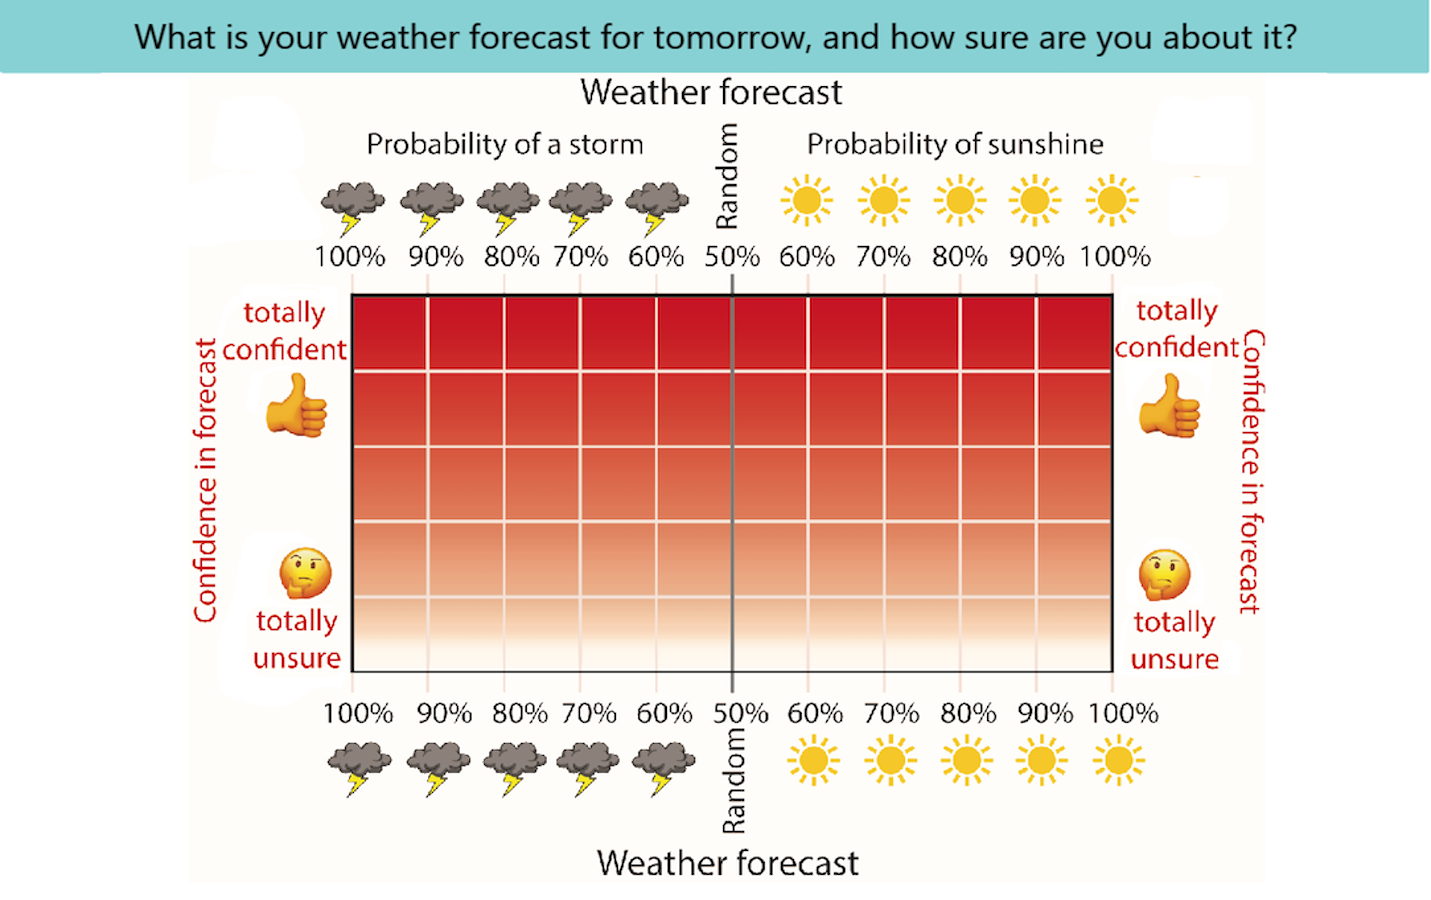 What is your weather forecast for tomorrow, and how sure are you about it?
Weather forecast
Probability of a storm
Random
Probability of sunshine
100% 90% 80% 70% 60% 50% 60% 70% 80% 90% 100%
totally
confident
totally
confident
Confidence in forecast
Confidence in forecast
totally
unsure
totally
unsure
100% 90% 80% 70% 60% 50% 60% 70% 80% 90% 100%
Random
Weather forecast